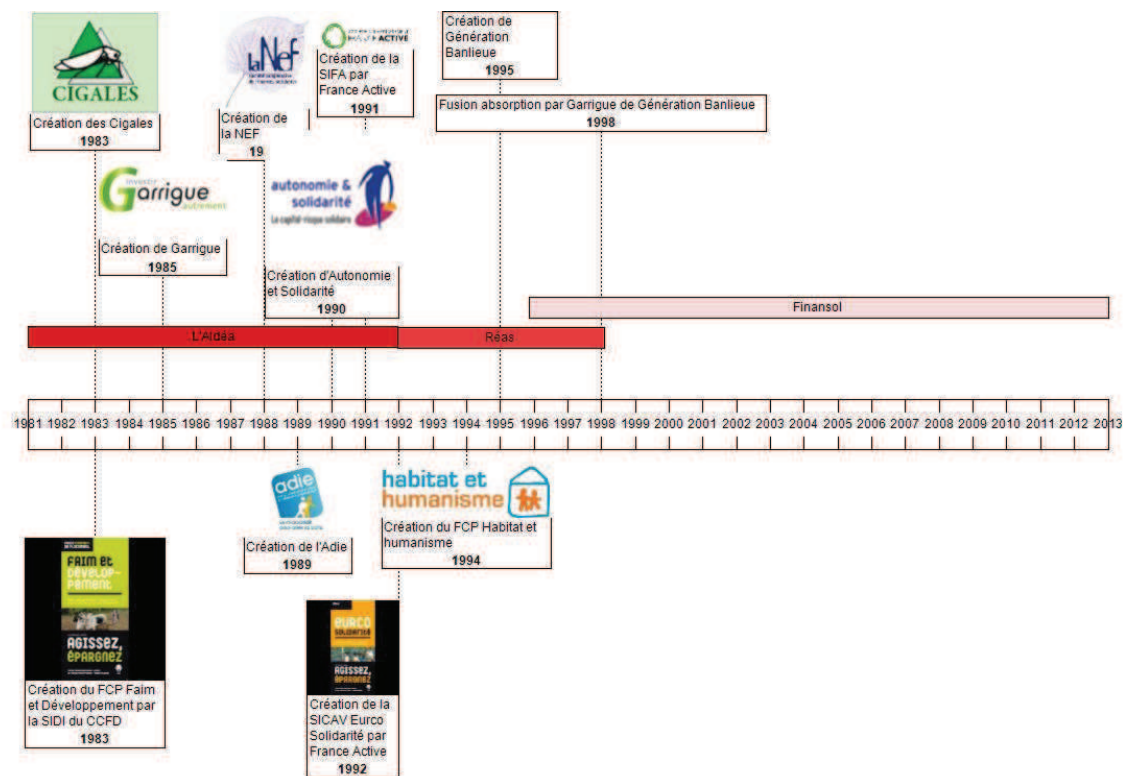 CIGALES
Création des Cigales
1983
la Nef
Création de
la NEF
19
ACTIVE
Création de la
SIFA par
France Active
1991
Création de
Génération
Banlieue
1995
Fusion absorption par Garrigue de Génération Banlieue
1998
investir
Garrigue
autrement
Création de Garrigue
1985
autonomie &
solidarité
Le capital-risque solidaire
Création d'Autonomie
et Solidarité
1990
Finansol
L'Aldéa
Réas
1981 1982 1983 1984 1985 1986 1987 1988 1989 1990 1991 1992 1993 1994 1995 1996 1997 1998 1999 2000 2001 2002 2003 2004 2005 2006 2007 2008 2009 2010 2011 2012 2013
adie
Création de l'Adie
1989
habitat et
humanisme
Création du FCP Habitat et
humanisme
1994
FAIM ET
DÉVELOP-
PEMENT
AGISSEZ,
ÉPARGNEZ
Création du FCP Faim
et Développement par
la SIDI du CCFD
1983
EURCO
SOLIDARITÉ
AGISSEZ,
ÉPARGNEZ
Création de la
SICAV Eurco
Solidarité par
France Active
1992